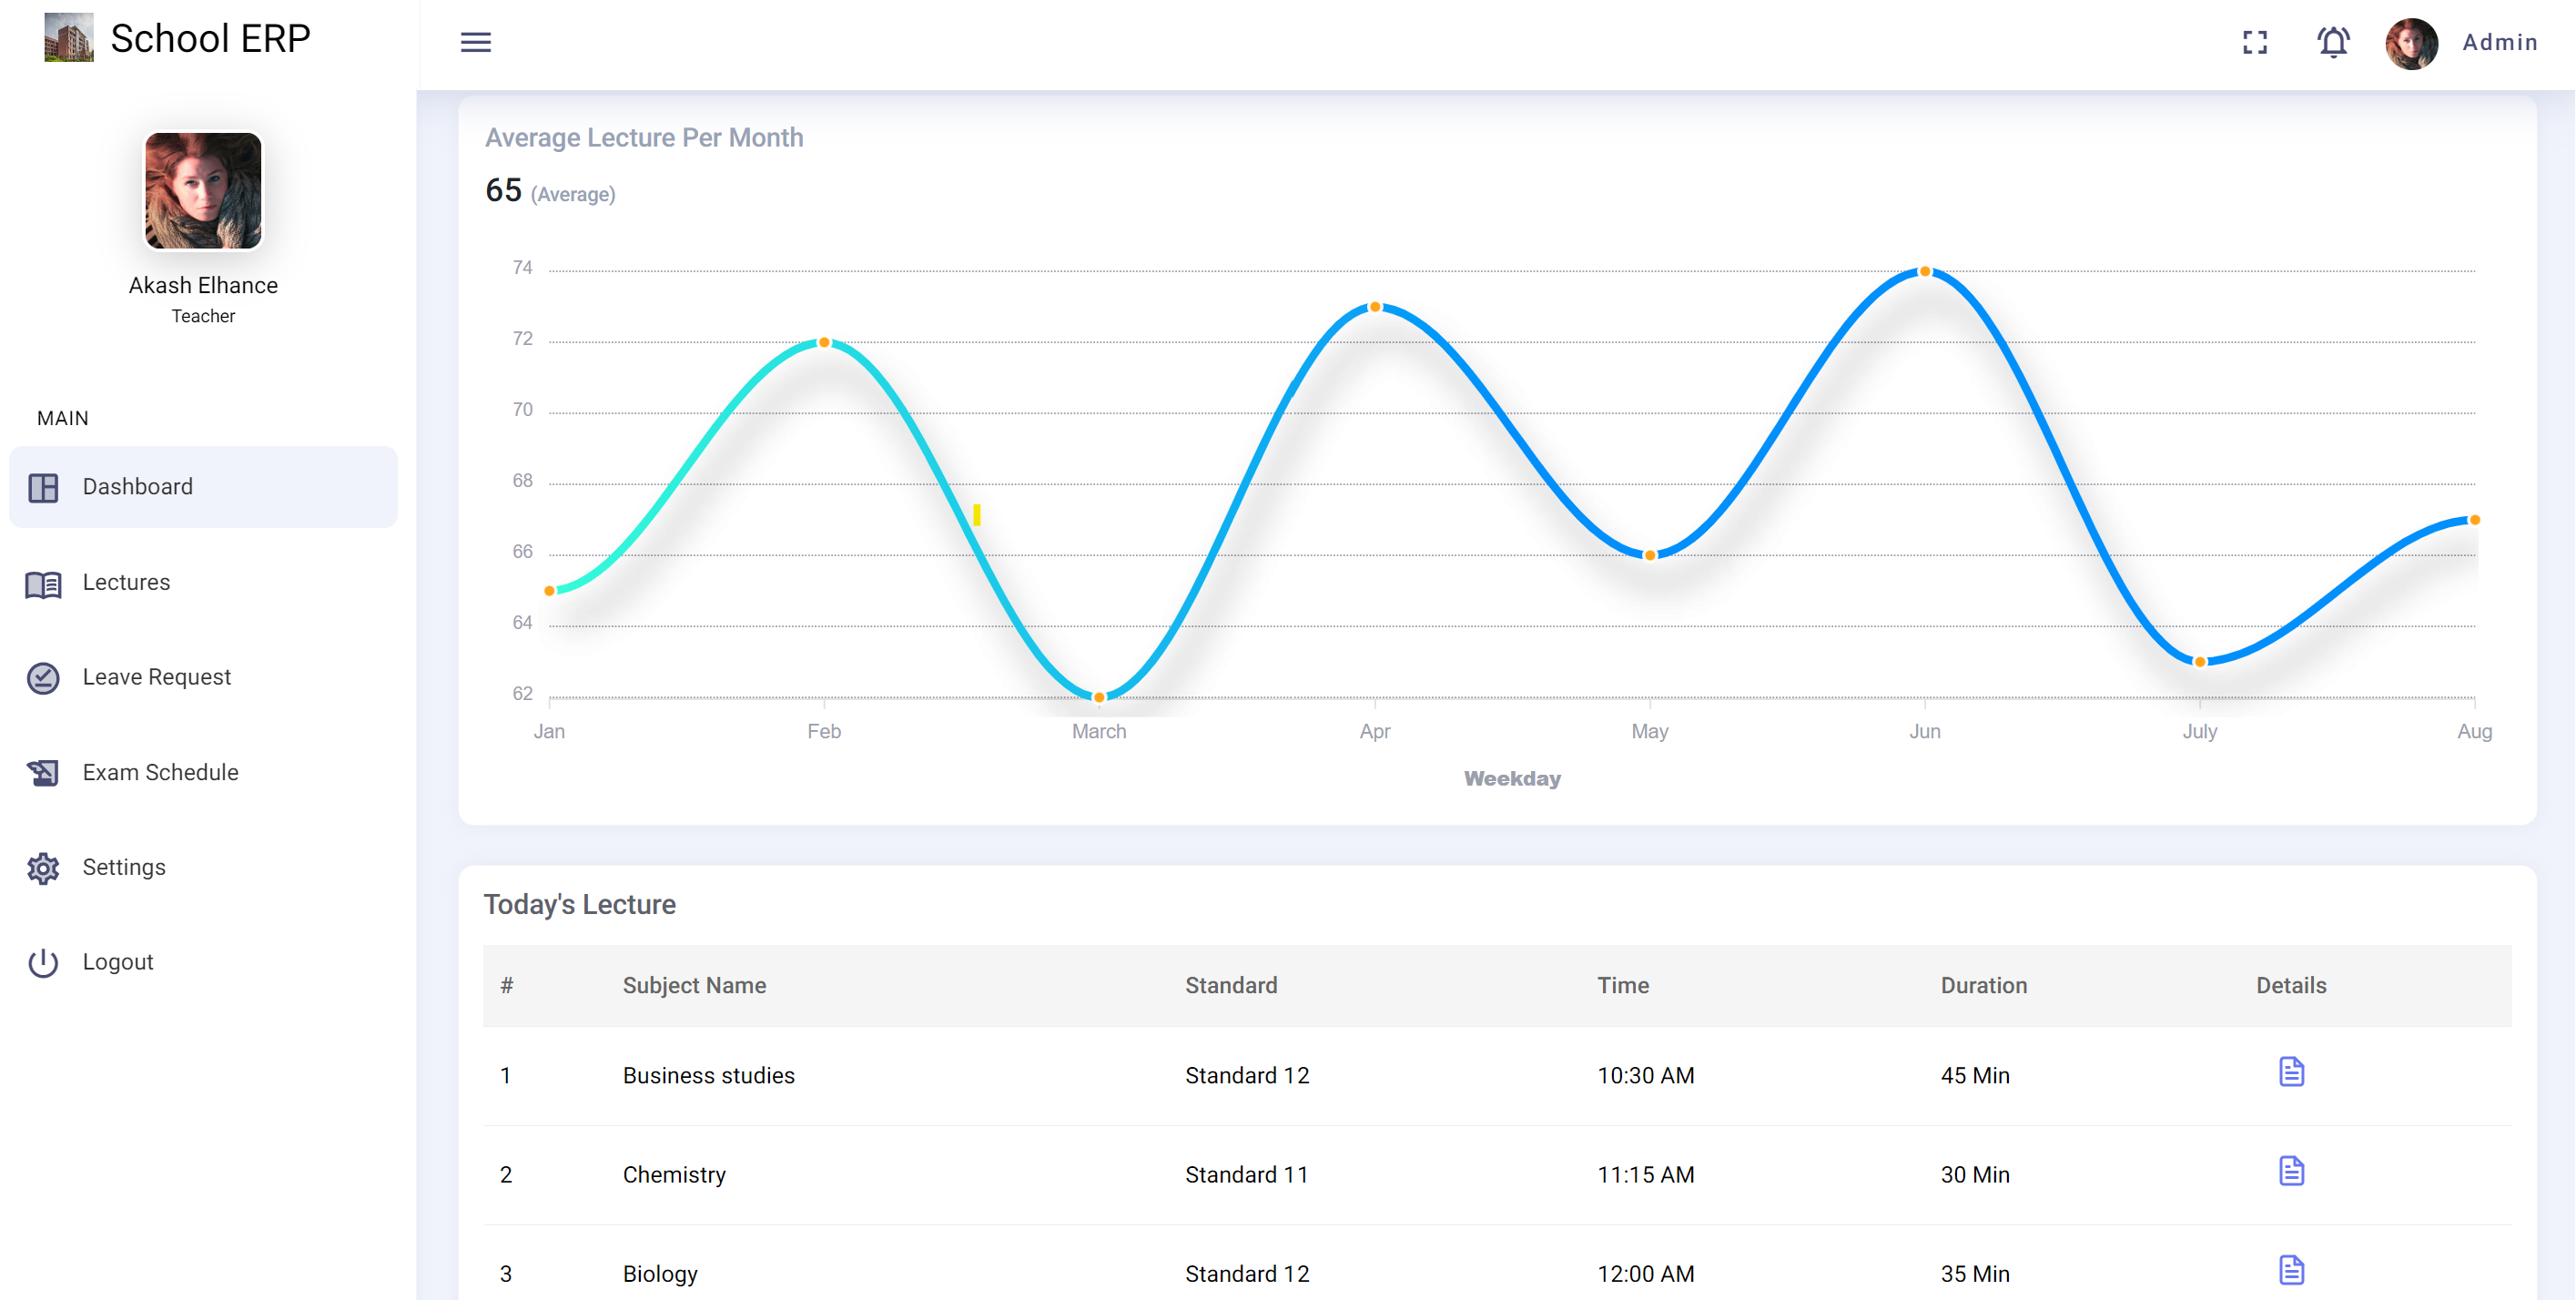 School ERP
Admin
Akash Elhance
Teacher
MAIN
Dashboard
Lectures
Leave Request
Exam Schedule
Settings
Logout
Average Lecture Per Month
65 (Average)
74
72
70
68
66
64
62
Jan Feb March Apr May Jun July Aug
Weekday
Today's Lecture
# Subject Name Standard Time Duration Details
1 Business studies Standard 12 10:30 AM 45 Min
2 Chemistry Standard 11 11:15 AM 30 Min
3 Biology Standard 12 12:00 AM 35 Min